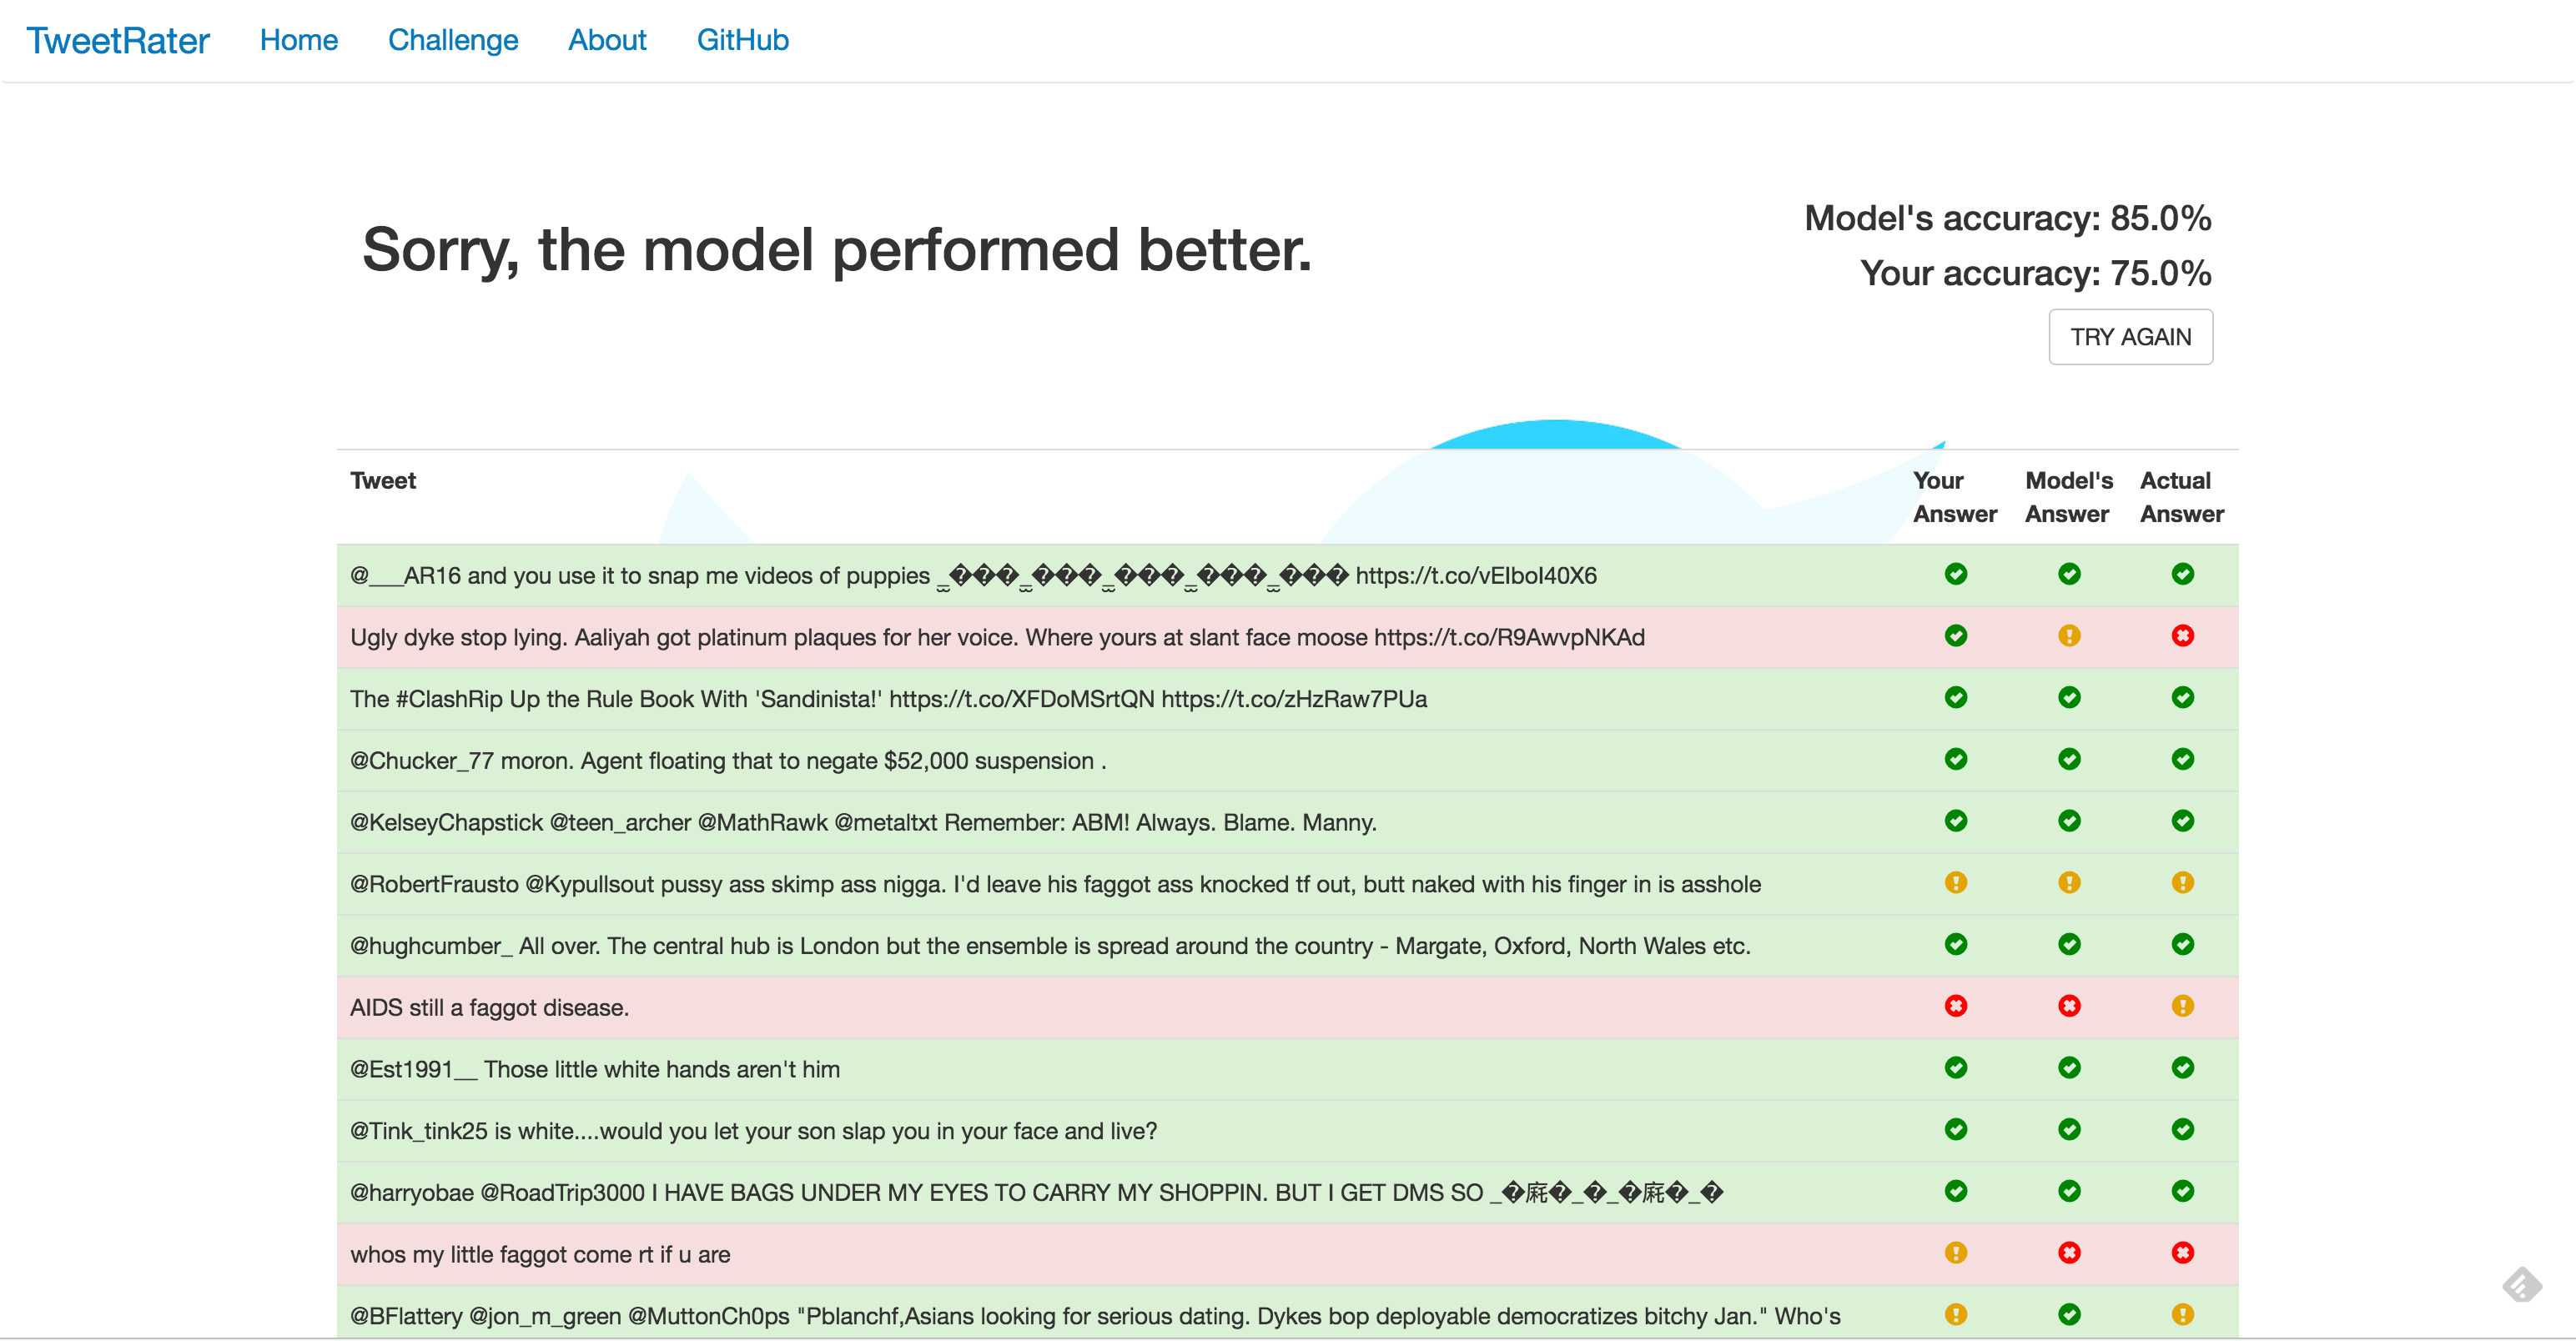 TweetRater Home Challenge About GitHub
Sorry, the model performed better.
Model's accuracy: 85.0%
Your accuracy: 75.0%
TRY AGAIN
Tweet Your Answer Model's Answer Actual Answer
@___AR16 and you use it to snap me videos of puppies _���_���_���_���_��� https://t.co/vEIboI40X6
Ugly dyke stop lying. Aaliyah got platinum plaques for her voice. Where yours at slant face moose https://t.co/R9AwvpNKAd
The #ClashRip Up the Rule Book With 'Sandinista!' https://t.co/XFDoMSrtQN https://t.co/zHzRaw7PUa
@Chucker_77 moron. Agent floating that to negate $52,000 suspension .
@KelseyChapstick @teen_archer @MathRawk @metaltxt Remember: ABM! Always. Blame. Manny.
@RobertFrausto @Kypullsout pussy ass skimp ass nigga. I'd leave his faggot ass knocked tf out, butt naked with his finger in is asshole
@hughcumber_ All over. The central hub is London but the ensemble is spread around the country - Margate, Oxford, North Wales etc.
AIDS still a faggot disease.
@Est1991__ Those little white hands aren't him
@Tink_tink25 is white....would you let your son slap you in your face and live?
@harryobae @RoadTrip3000 I HAVE BAGS UNDER MY EYES TO CARRY MY SHOPPIN. BUT I GET DMS SO _�㾾�_�_�㾾�_�
whos my little faggot come rt if u are
@BFlattery @jon_m_green @MuttonCh0ps "Pblanchf,Asians looking for serious dating. Dykes bop deployable democratizes bitchy Jan." Who's